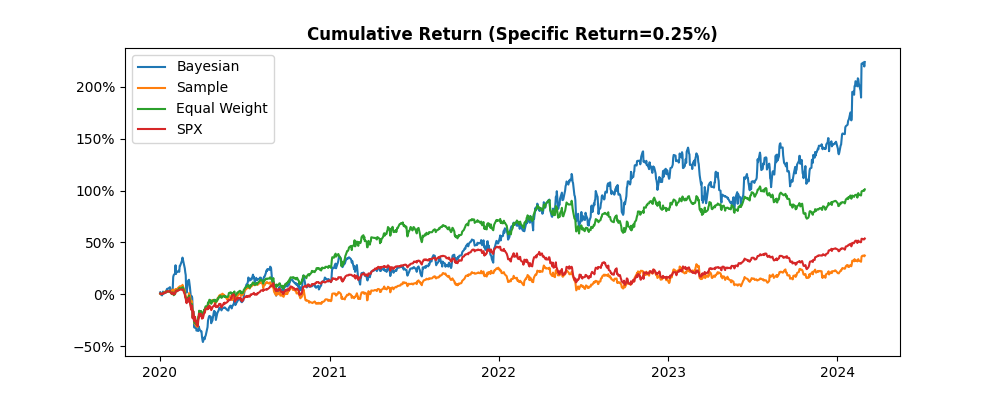 Cumulative Return (Specific Return=0.25%)
Bayesian
Sample
Equal Weight
SPX
200%
150%
100%
50%
0%
−50%
2020
2021
2022
2023
2024